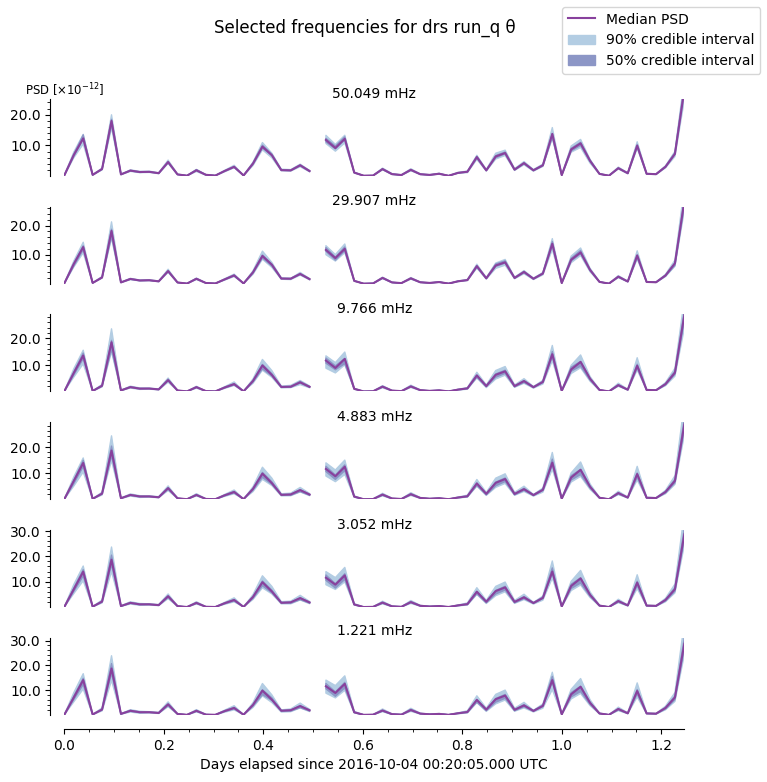 Selected frequencies for drs run_q θ
Median PSD
90% credible interval
50% credible interval
PSD [×10⁻¹²]
50.049 mHz
20.0
10.0
29.907 mHz
20.0
10.0
9.766 mHz
20.0
10.0
4.883 mHz
20.0
10.0
3.052 mHz
30.0
20.0
10.0
1.221 mHz
30.0
20.0
10.0
0.0 0.2 0.4 0.6 0.8 1.0 1.2
Days elapsed since 2016-10-04 00:20:05.000 UTC